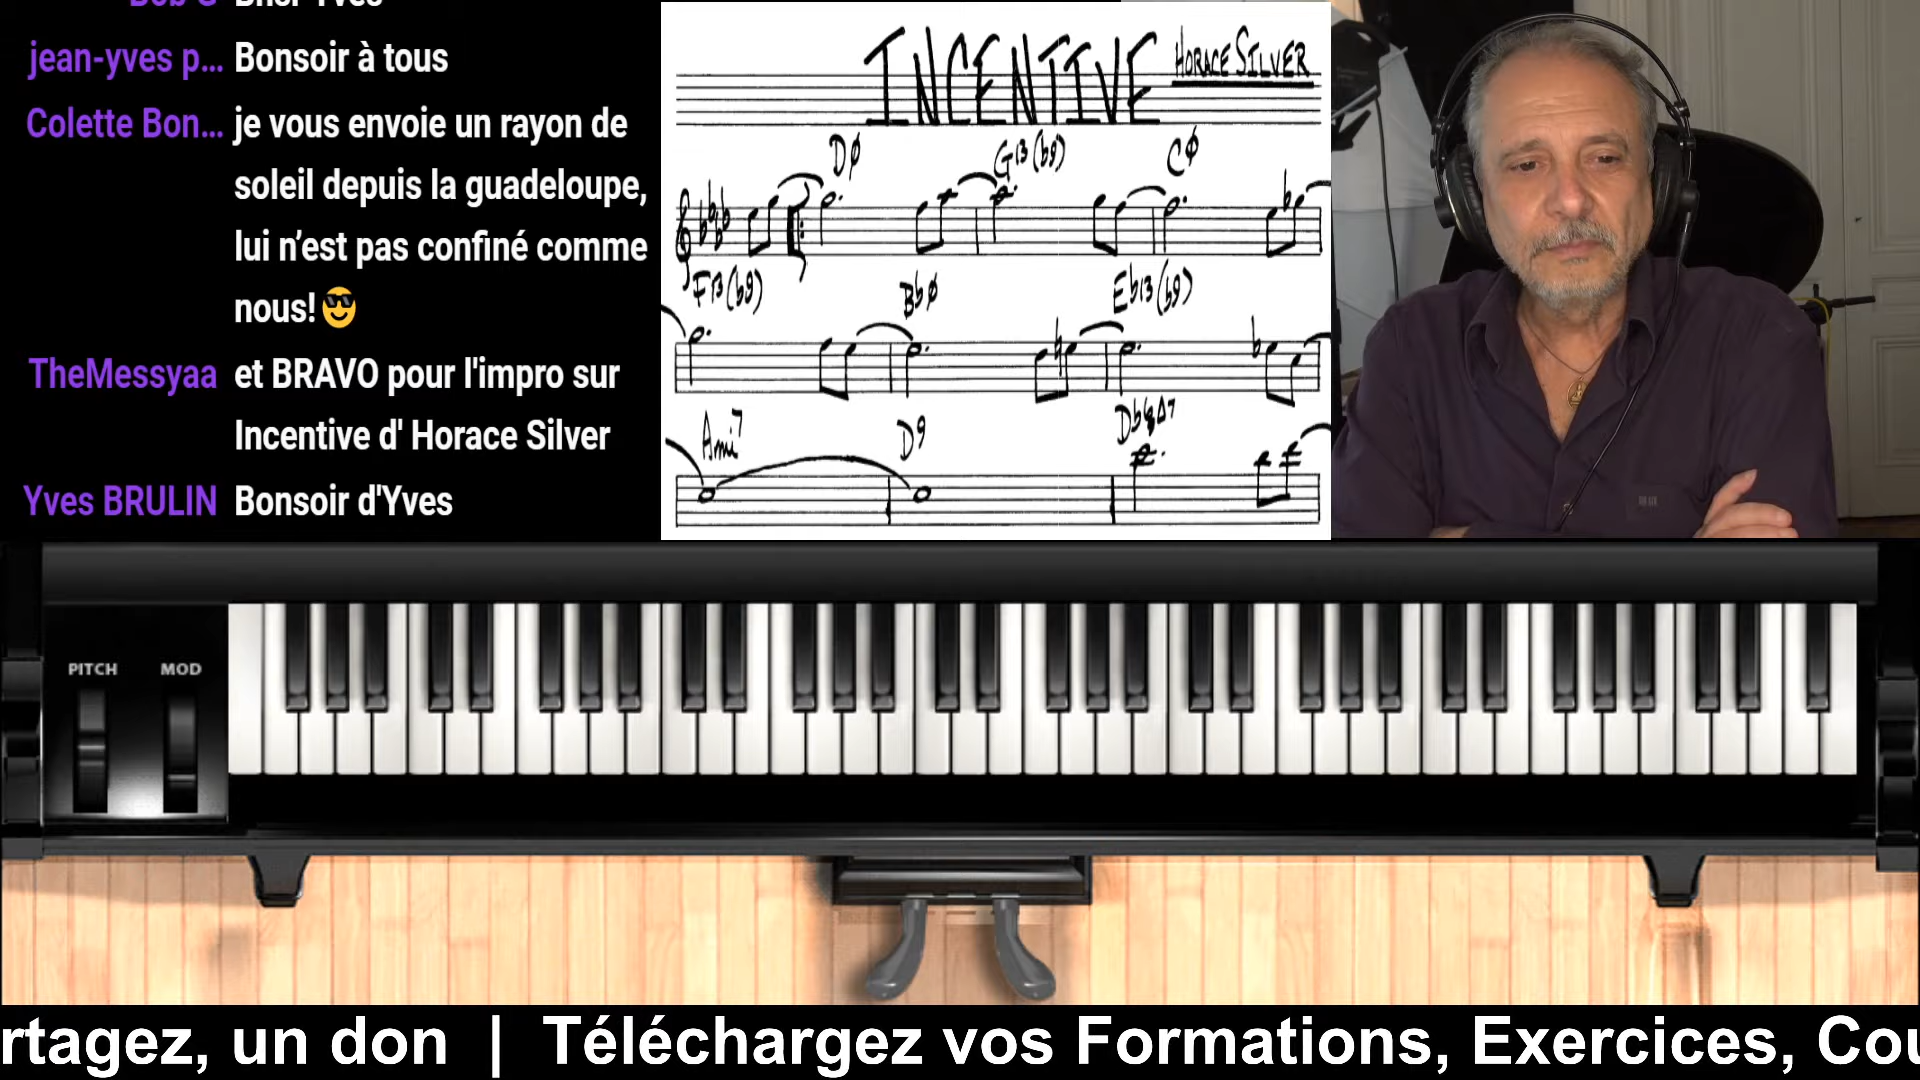 Bob G Bnsr Yves
jean-yves p... Bonsoir à tous
Colette Bon... je vous envoie un rayon de
soleil depuis la guadeloupe,
lui n’est pas confiné comme
nous!😎
TheMessyaa et BRAVO pour l'impro sur
Incentive d' Horace Silver
Yves BRULIN Bonsoir d'Yves
INCENTIVE HORACE SILVER
DØ G13(b9) CØ
F13(b9) BbØ Eb13(b9)
Ami7 D9
PITCH MOD
rtagez, un don | Téléchargez vos Formations, Exercices, Cou